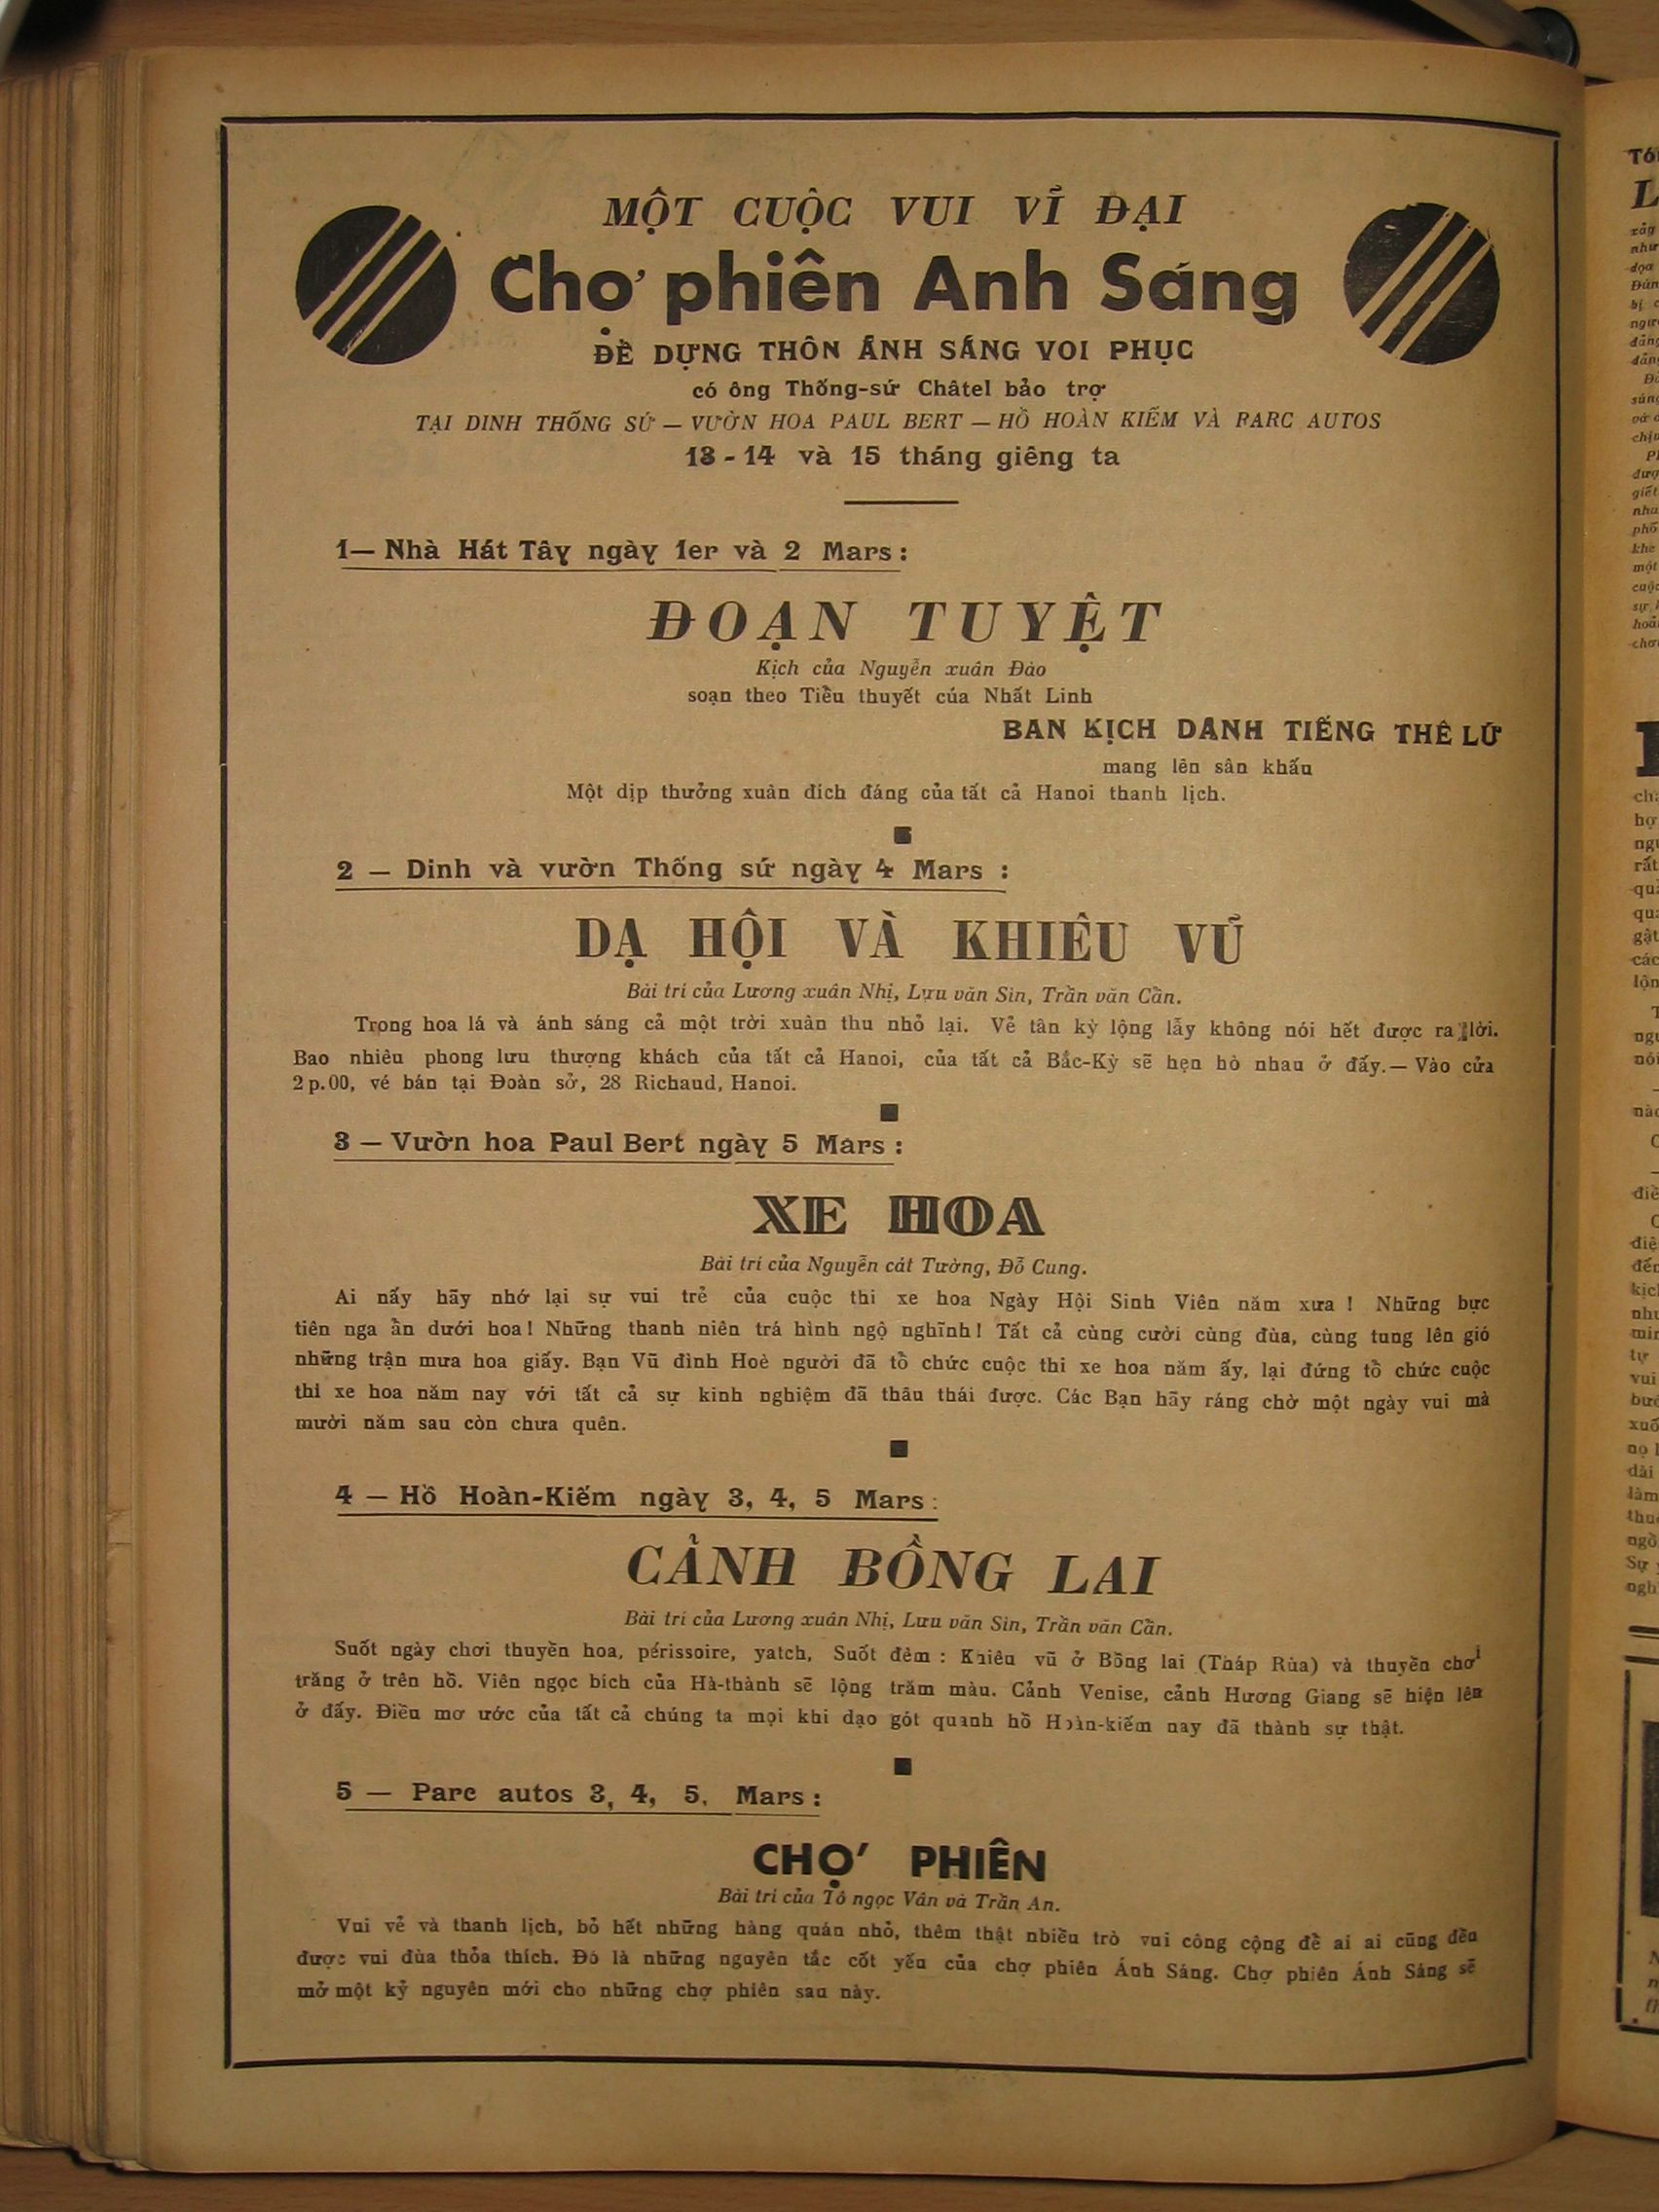 MỘT CUỘC VUI VĨ ĐẠI
Chợ phiên Ánh Sáng
ĐỀ DỰNG THÔN ÁNH SÁNG VOI PHỤC
có ông Thống-sứ Châtel bảo trợ
TẠI DINH THỐNG SỨ — VƯỜN HOA PAUL BERT — HỒ HOÀN KIẾM VÀ PARC AUTOS
13 - 14 và 15 tháng giêng ta
1— Nhà Hát Tây ngày 1er và 2 Mars :
ĐOẠN TUYỆT
Kịch của Nguyễn xuân Đào
soạn theo Tiểu thuyết của Nhất Linh
BAN KỊCH DANH TIẾNG THẾ LỮ
mang lên sân khấu
Một dịp thưởng xuân đích đáng của tất cả Hanoi thanh lịch.
2 — Dinh và vườn Thống sứ ngày 4 Mars :
DẠ HỘI VÀ KHIÊU VŨ
Bài trí của Lương xuân Nhị, Lưu văn Sin, Trần văn Cẩn.
Trong hoa lá và ánh sáng cả một trời xuân thu nhỏ lại. Vẻ tân kỳ lộng lẫy không nói hết được ra lời.
Bao nhiêu phong lưu thượng khách của tất cả Hanoi, của tất cả Bắc-Kỳ sẽ hẹn hò nhau ở đấy.— Vào cửa
2 p.00, vé bán tại Đoàn sở, 28 Richaud, Hanoi.
3 — Vườn hoa Paul Bert ngày 5 Mars :
XE HOA
Bài trí của Nguyễn cát Tường, Đỗ Cung.
Ai nấy hãy nhớ lại sự vui trẻ của cuộc thi xe hoa Ngày Hội Sinh Viên năm xưa ! Những bực
tiên nga ẩn dưới hoa ! Những thanh niên trá hình ngộ nghĩnh ! Tất cả cùng cười cùng đùa, cùng tung lên gió
những trận mưa hoa giấy. Bạn Vũ đình Hoè người đã tổ chức cuộc thi xe hoa năm ấy, lại đứng tổ chức cuộc
thi xe hoa năm nay với tất cả sự kinh nghiệm đã thâu thái được. Các Bạn hãy ráng chờ một ngày vui mà
mười năm sau còn chưa quên.
4 — Hồ Hoàn-Kiếm ngày 3, 4, 5 Mars :
CẢNH BỒNG LAI
Bài trí của Lương xuân Nhị, Lưu văn Sin, Trần văn Cẩn.
Suốt ngày chơi thuyền hoa, périssoire, yatch, Suốt đêm : Khiêu vũ ở Bồng lai (Tháp Rùa) và thuyền chơi
trăng ở trên hồ. Viên ngọc bích của Hà-thành sẽ lộng trăm màu. Cảnh Venise, cảnh Hương Giang sẽ hiện lên
ở đấy. Điều mơ ước của tất cả chúng ta mọi khi dạo gót quanh hồ Hoàn-kiếm nay đã thành sự thật.
5 — Parc autos 3, 4, 5. Mars :
CHỢ PHIÊN
Bài trí của Tô ngọc Vân và Trần An.
Vui vẻ và thanh lịch, bỏ hết những hàng quán nhỏ, thêm thật nhiều trò vui công cộng để ai ai cũng đều
được vui đùa thỏa thích. Đó là những nguyên tắc cốt yếu của chợ phiên Ánh Sáng. Chợ phiên Ánh Sáng sẽ
mở một kỷ nguyên mới cho những chợ phiên sau này.